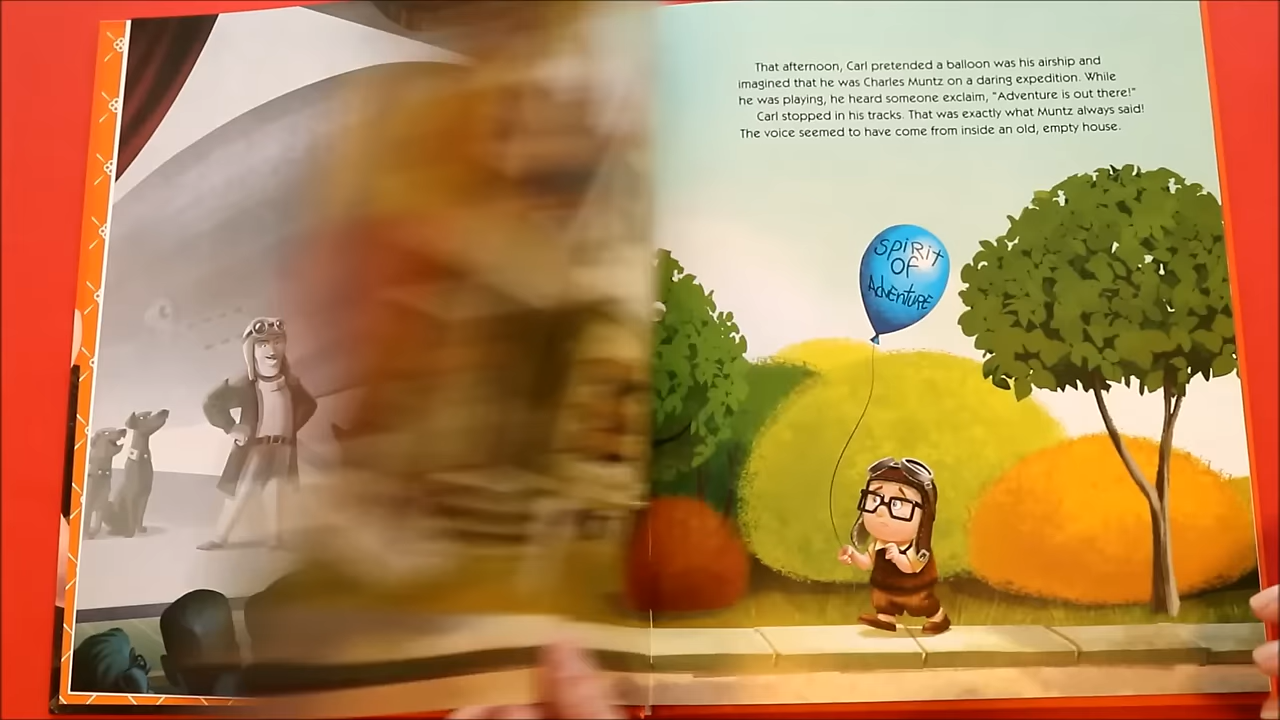 That afternoon, Carl pretended a balloon was his airship and
imagined that he was Charles Muntz on a daring expedition. While
he was playing, he heard someone exclaim, "Adventure is out there!"
Carl stopped in his tracks. That was exactly what Muntz always said!
The voice seemed to have come from inside an old, empty house.
SPiRiT
OF
AdvENTURE